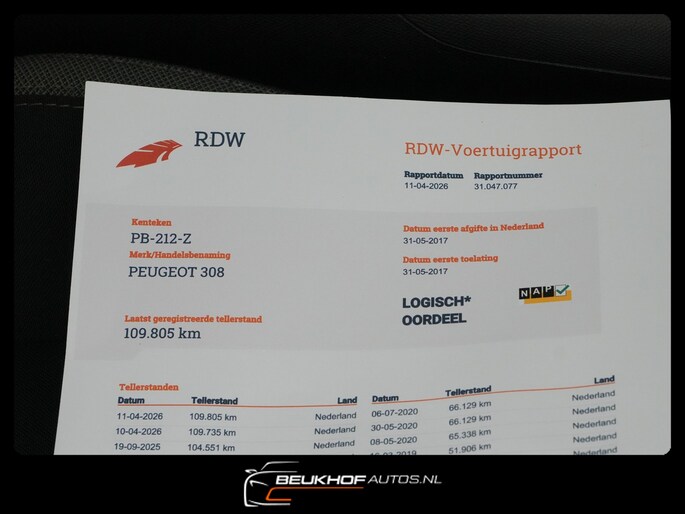 RDW
RDW-Voertuigrapport
Rapportdatum Rapportnummer
11-04-2026 31.047.077
Kenteken
PB-212-Z
Merk/Handelsbenaming
PEUGEOT 308
Datum eerste afgifte in Nederland
31-05-2017
Datum eerste toelating
31-05-2017
LOGISCH*
OORDEEL
NAP
Laatst geregistreerde tellerstand
109.805 km
Tellerstanden
Datum Tellerstand Land
11-04-2026 109.805 km Nederland
10-04-2026 109.735 km Nederland
19-09-2025 104.551 km Nederland
Datum Tellerstand Land
06-07-2020 66.129 km Nederland
30-05-2020 66.129 km Nederland
08-05-2020 65.338 km Nederland
51.906 km
BEUKHOFAUTOS.NL